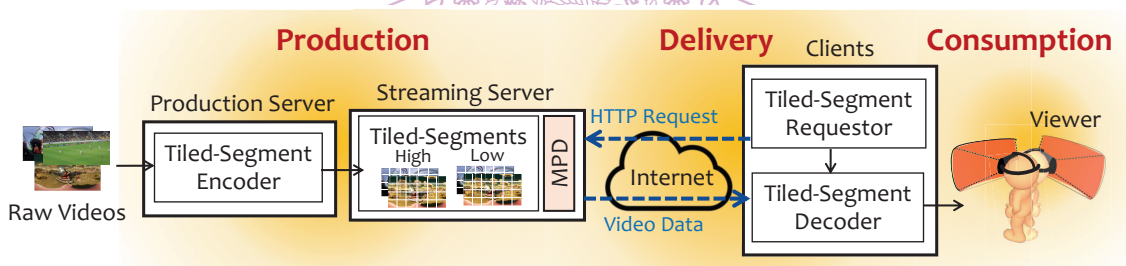 Production
Delivery
Consumption
Clients
Production Server
Streaming Server
Tiled-Segment
Encoder
Raw Videos
Tiled-Segments
High
Low
MPD
HTTP Request
Internet
Video Data
Tiled-Segment
Requestor
Tiled-Segment
Decoder
Viewer